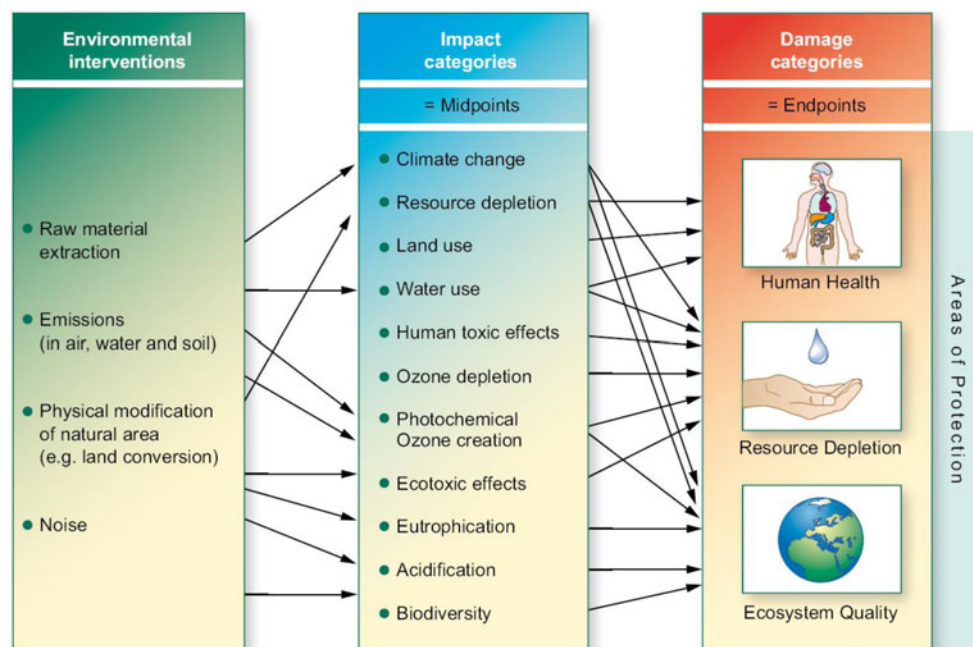 Environmental
interventions
Raw material
extraction
Emissions
(in air, water and soil)
Physical modification
of natural area
(e.g. land conversion)
Noise
Impact
categories
= Midpoints
Climate change
Resource depletion
Land use
Water use
Human toxic effects
Ozone depletion
Photochemical
Ozone creation
Ecotoxic effects
Eutrophication
Acidification
Biodiversity
Damage
categories
= Endpoints
Human Health
Resource Depletion
Ecosystem Quality
Areas of Protection